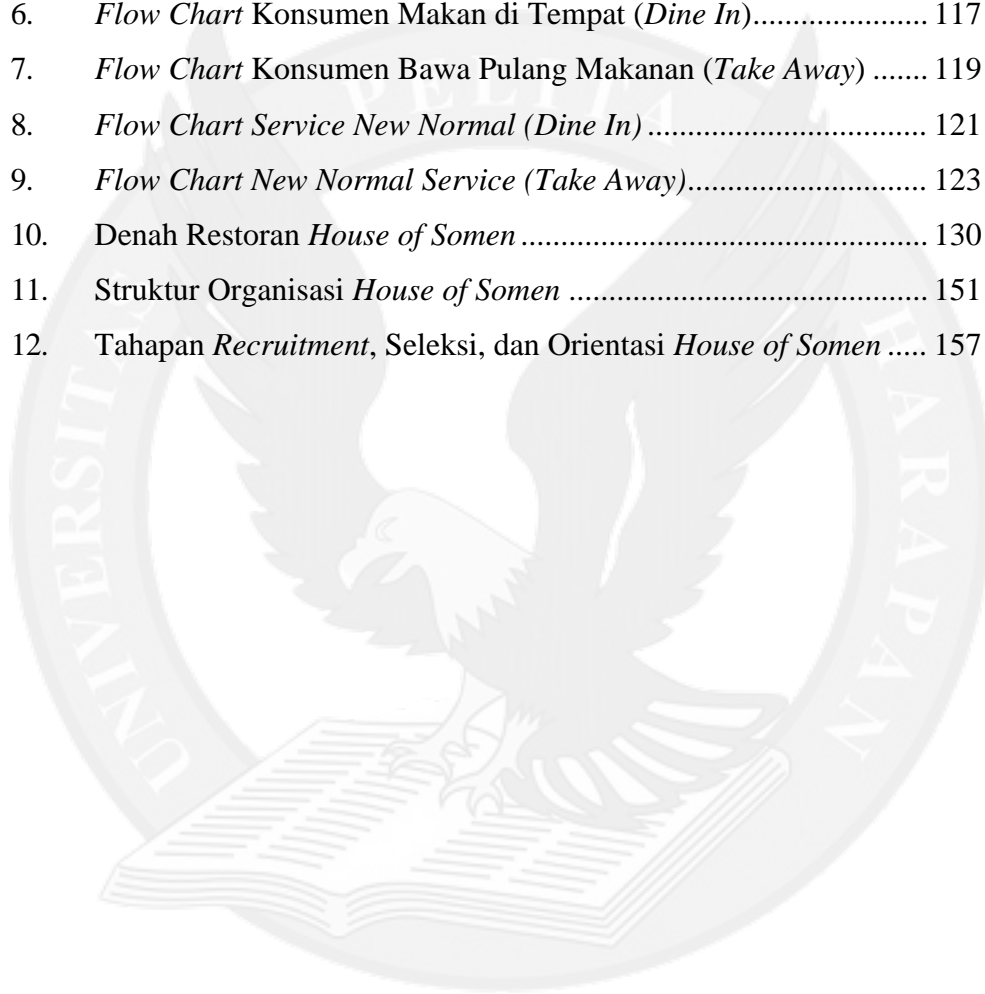 6. Flow Chart Konsumen Makan di Tempat (Dine In)..................... 117
7. Flow Chart Konsumen Bawa Pulang Makanan (Take Away) ....... 119
8. Flow Chart Service New Normal (Dine In) .................................. 121
9. Flow Chart New Normal Service (Take Away)............................. 123
10. Denah Restoran House of Somen ................................................. 130
11. Struktur Organisasi House of Somen ........................................... 151
12. Tahapan Recruitment, Seleksi, dan Orientasi House of Somen ..... 157
UNIVERSITAS PELITA HARAPAN